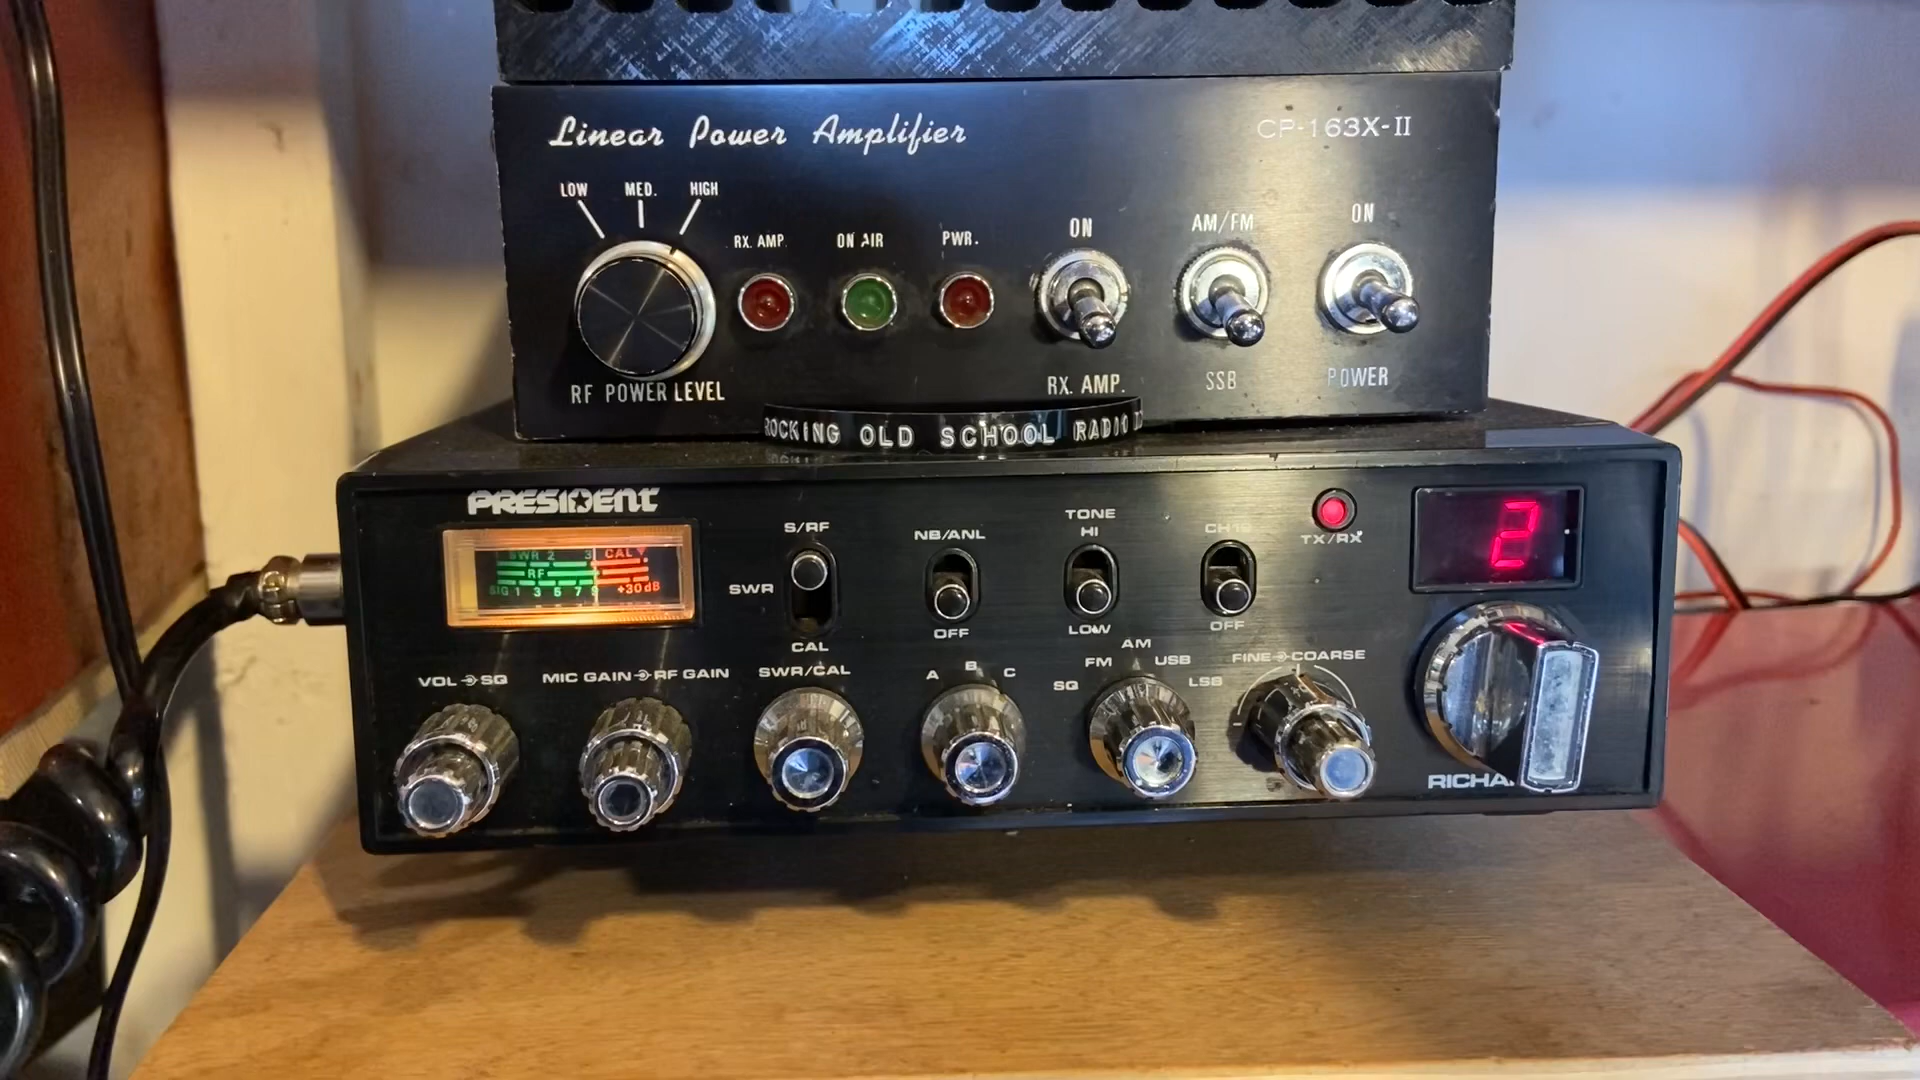 Linear Power Amplifier
CP-163X-II
LOW MED. HIGH
RX. AMP. ON AIR PWR.
ON AM/FM ON
RF POWER LEVEL
RX. AMP. SSB POWER
ROCKING OLD SCHOOL RADIO
PRESIDENT
S/RF
SWR
CAL
NB/ANL
OFF
TONE
HI
LOW
OFF
TX/RX
2
SWR 2 3 CAL
RF
SIG 1 3 5 7 9 +30dB
VOL SQ
MIC GAIN RF GAIN
SWR/CAL
A B C
SQ FM AM USB LSB
FINE COARSE